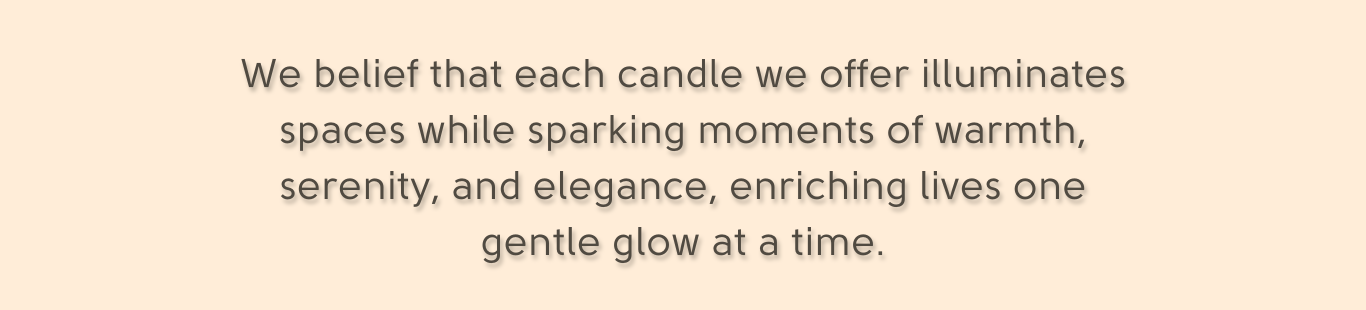 We belief that each candle we offer illuminates
spaces while sparking moments of warmth,
serenity, and elegance, enriching lives one
gentle glow at a time.